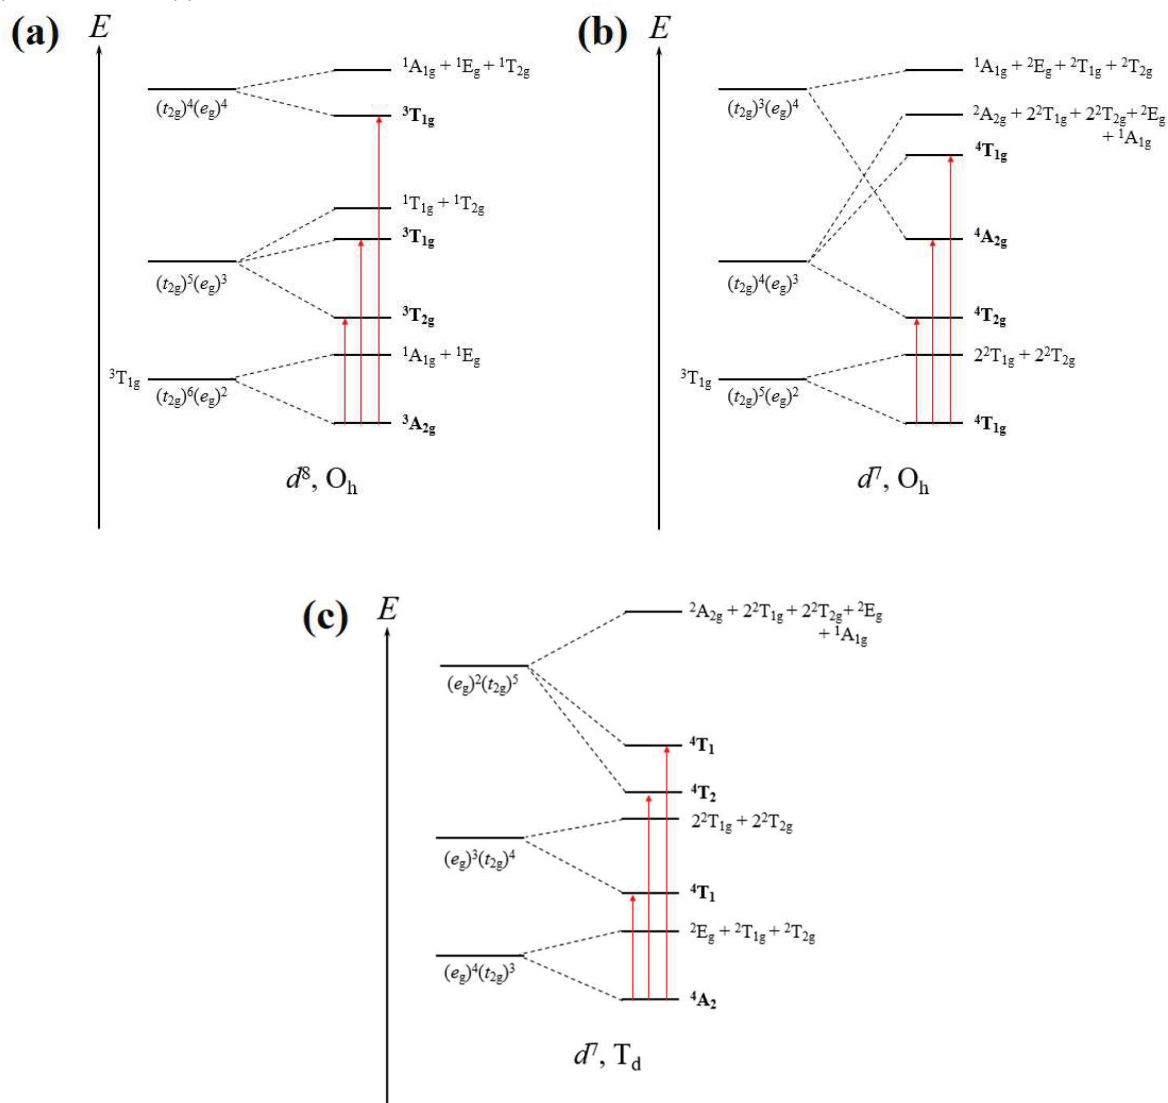 (a) E
¹A₁g + ¹Eg + ¹T₂g
(t₂g)⁴(eg)⁴
³T₁g
¹T₁g + ¹T₂g
³T₁g
(t₂g)⁵(eg)³
³T₂g
¹A₁g + ¹Eg
³T₁g
(t₂g)⁶(eg)²
³A₂g
d⁸, Oh
(b) E
¹A₁g + ²Eg + ²T₁g + ²T₂g
(t₂g)³(eg)⁴
²A₂g + 2²T₁g + 2²T₂g + ²Eg
+ ¹A₁g
⁴T₁g
⁴A₂g
(t₂g)⁴(eg)³
⁴T₂g
2²T₁g + 2²T₂g
³T₁g
(t₂g)⁵(eg)²
⁴T₁g
d⁷, Oh
(c) E
²A₂g + 2²T₁g + 2²T₂g + ²Eg
+ ¹A₁g
(eg)²(t₂g)⁵
⁴T₁
⁴T₂
2²T₁g + 2²T₂g
(eg)³(t₂g)⁴
⁴T₁
²Eg + ²T₁g + ²T₂g
(eg)⁴(t₂g)³
⁴A₂
d⁷, Td